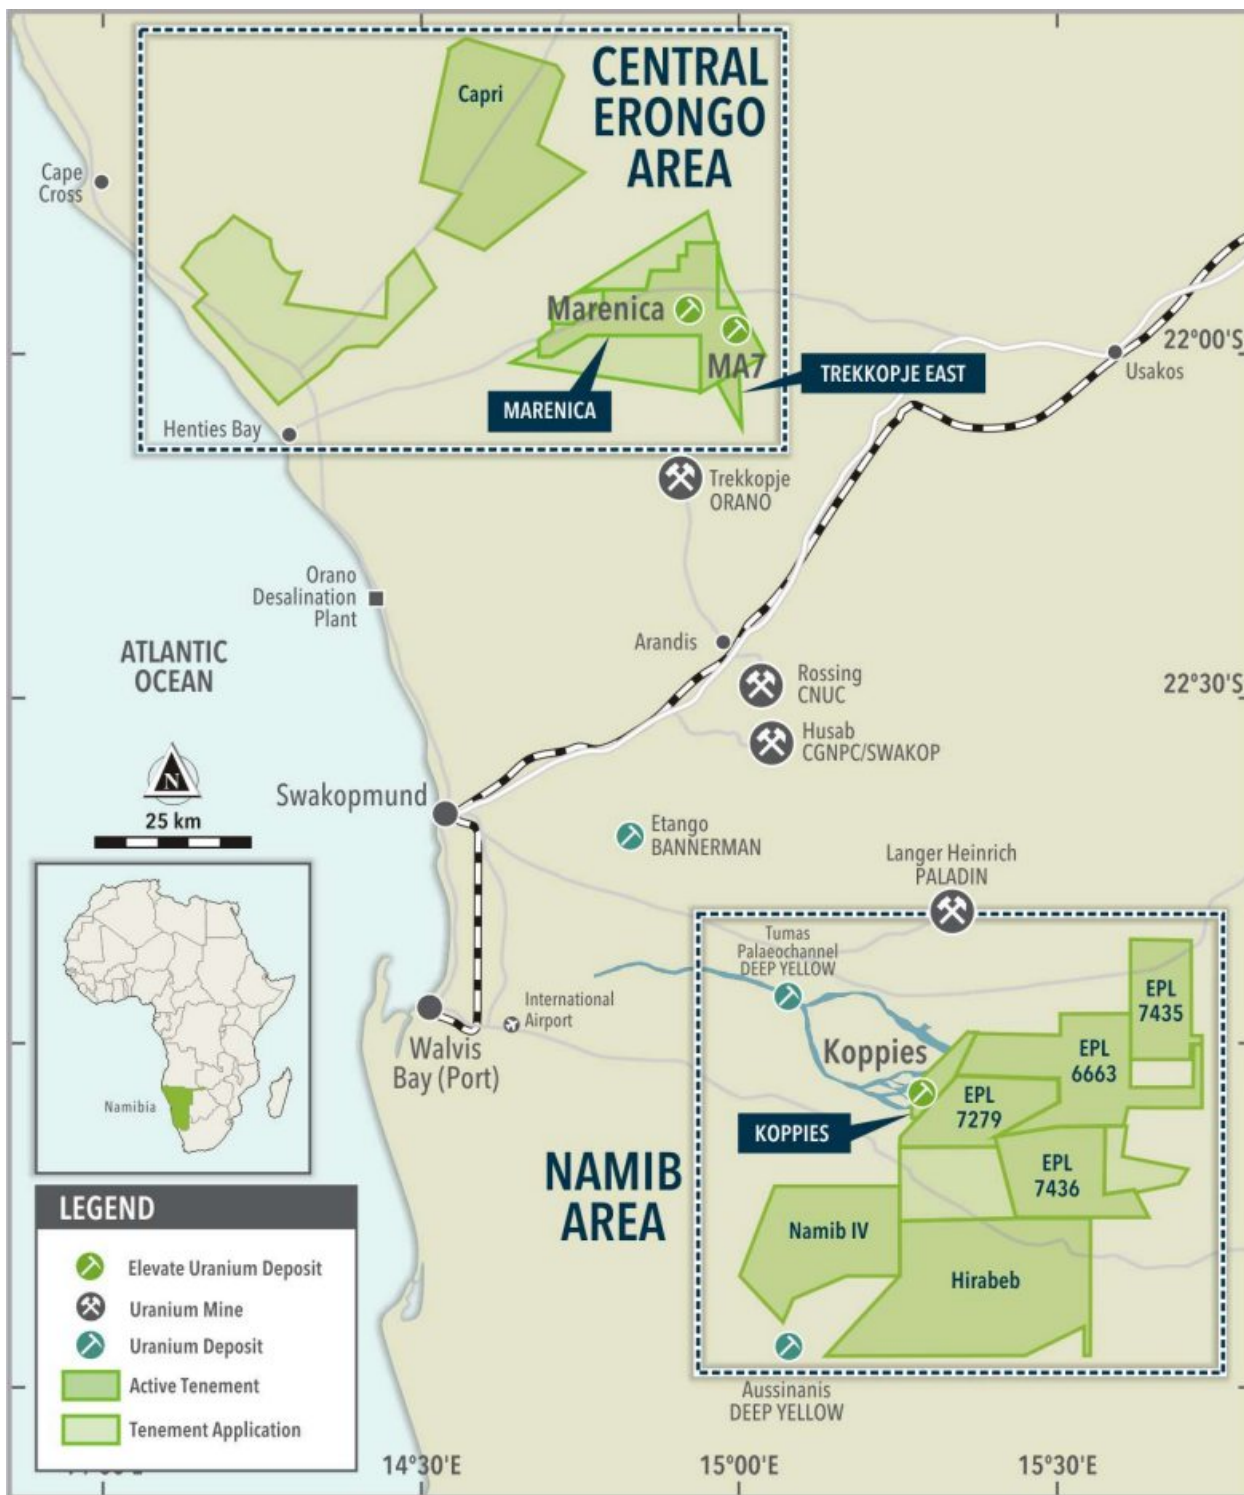 CENTRAL
ERONGO
AREA
Capri
Cape
Cross
Marenica
MA7
MARENICA
TREKKOPJE EAST
22°00'S
Usakos
Henties Bay
Trekkopje
ORANO
Orano
Desalination
Plant
ATLANTIC
OCEAN
Arandis
Rossing
CNUC
22°30'S
Husab
CGNPC/SWAKOP
N
25 km
Swakopmund
Etango
BANNERMAN
Langer Heinrich
PALADIN
Tumas
Palaeochannel
DEEP YELLOW
International
Airport
Walvis
Bay (Port)
Koppies
KOPPIES
EPL
7435
EPL
6663
EPL
7279
EPL
7436
Namibia
NAMIB
AREA
Namib IV
Hirabeb
Aussinanis
DEEP YELLOW
LEGEND
Elevate Uranium Deposit
Uranium Mine
Uranium Deposit
Active Tenement
Tenement Application
14°30'E
15°00'E
15°30'E